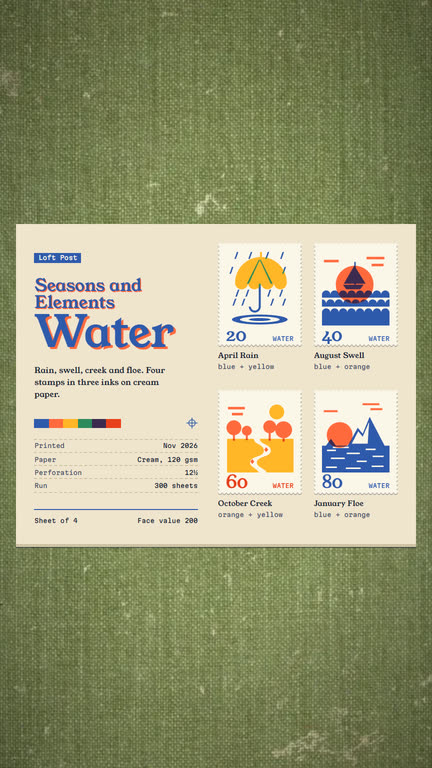 Loft Post
Seasons and
Elements
Water
Rain, swell, creek and floe. Four
stamps in three inks on cream
paper.
Printed Nov 2026
Paper Cream, 120 gsm
Perforation 12½
Run 300 sheets
Sheet of 4 Face value 200
20 WATER
April Rain
blue + yellow
40 WATER
August Swell
blue + orange
60 WATER
October Creek
orange + yellow
80 WATER
January Floe
blue + orange